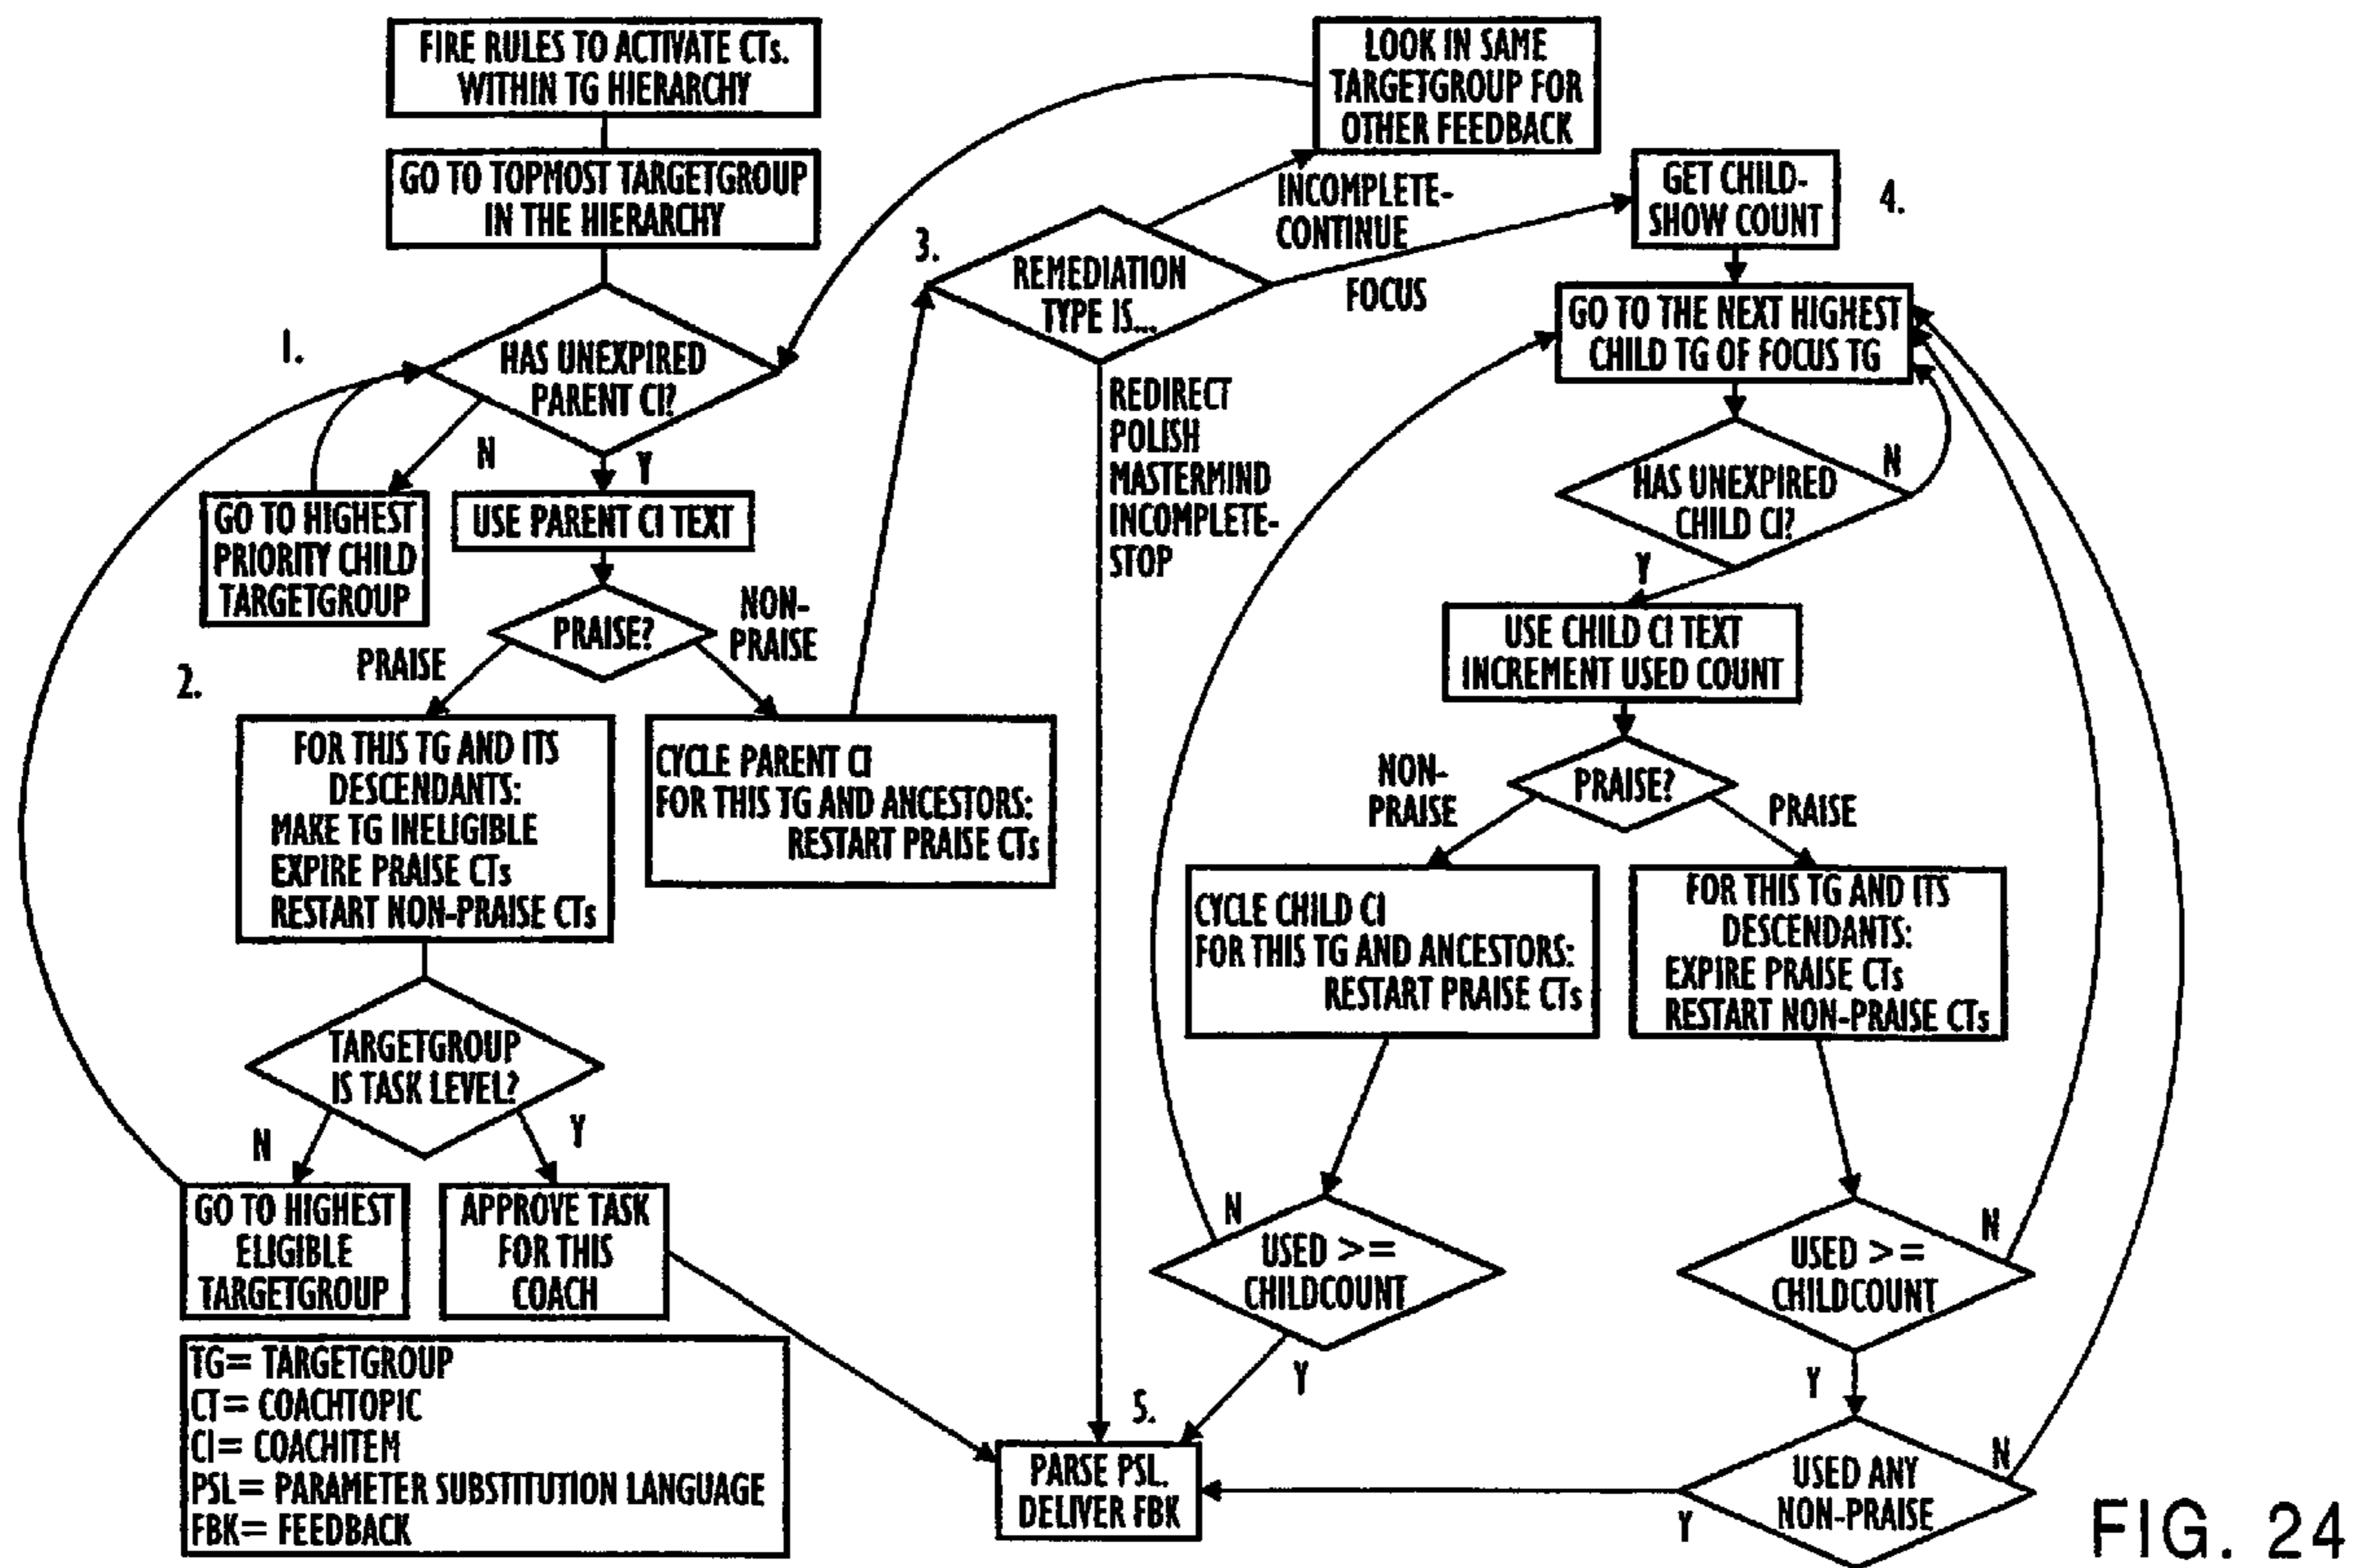 FIRE RULES TO ACTIVATE CTs.
WITHIN TG HIERARCHY
GO TO TOPMOST TARGETGROUP
IN THE HIERARCHY
1.
HAS UNEXPIRED
PARENT CI?
N
Y
GO TO HIGHEST
PRIORITY CHILD
TARGETGROUP
USE PARENT CI TEXT
PRAISE?
PRAISE
NON-
PRAISE
2.
FOR THIS TG AND ITS
DESCENDANTS:
MAKE TG INELIGIBLE
EXPIRE PRAISE CTs
RESTART NON-PRAISE CTs
CYCLE PARENT CI
FOR THIS TG AND ANCESTORS:
RESTART PRAISE CTs
TARGETGROUP
IS TASK LEVEL?
N
Y
GO TO HIGHEST
ELIGIBLE
TARGETGROUP
APPROVE TASK
FOR THIS
COACH
TG= TARGETGROUP
CT= COACHTOPIC
CI= COACHITEM
PSL= PARAMETER SUBSTITUTION LANGUAGE
FBK= FEEDBACK
LOOK IN SAME
TARGETGROUP FOR
OTHER FEEDBACK
3.
REMEDIATION
TYPE IS...
INCOMPLETE-
CONTINUE
FOCUS
REDIRECT
POLISH
MASTERMIND
INCOMPLETE-
STOP
GET CHILD-
SHOW COUNT
4.
GO TO THE NEXT HIGHEST
CHILD TG OF FOCUS TG
HAS UNEXPIRED
CHILD CI?
N
Y
USE CHILD CI TEXT
INCREMENT USED COUNT
PRAISE?
NON-
PRAISE
PRAISE
CYCLE CHILD CI
FOR THIS TG AND ANCESTORS:
RESTART PRAISE CTs
FOR THIS TG AND ITS
DESCENDANTS:
EXPIRE PRAISE CTs
RESTART NON-PRAISE CTs
N
USED >=
CHILDCOUNT
Y
N
USED >=
CHILDCOUNT
Y
5.
PARSE PSL.
DELIVER FBK
N
USED ANY
NON-PRAISE
Y
FIG. 24